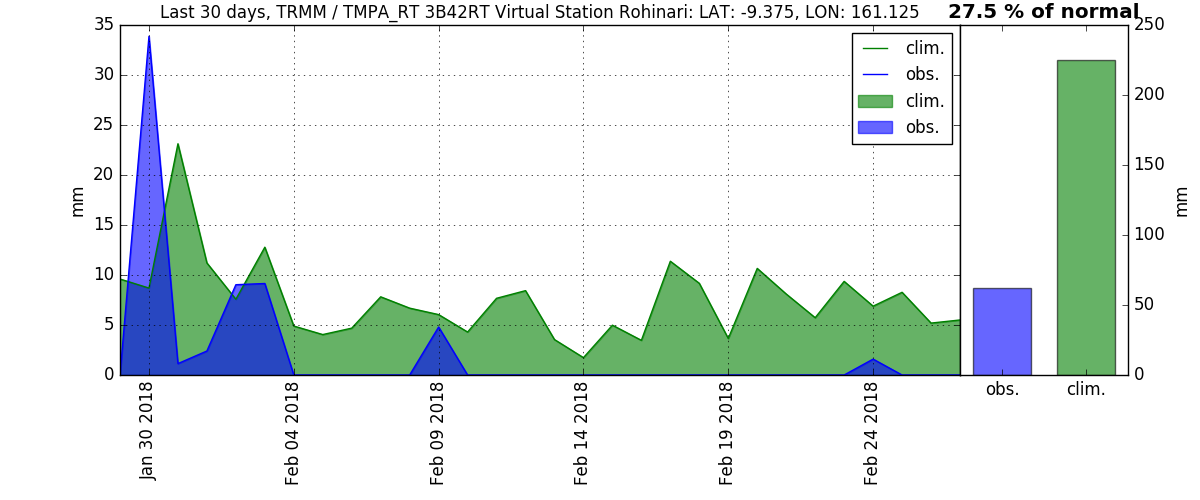 Last 30 days, TRMM / TMPA_RT 3B42RT Virtual Station Rohinari: LAT: -9.375, LON: 161.125
27.5 % of normal
35
30
25
20
15
10
5
0
mm
clim.
obs.
clim.
obs.
Jan 30 2018
Feb 04 2018
Feb 09 2018
Feb 14 2018
Feb 19 2018
Feb 24 2018
250
200
150
100
50
0
mm
obs.
clim.